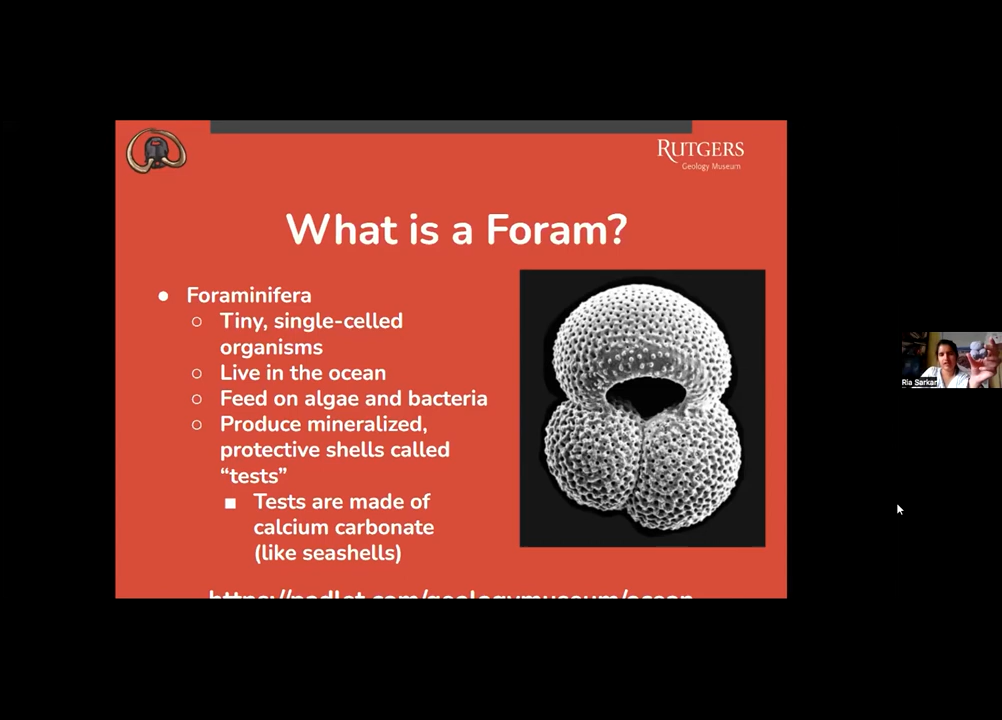 RUTGERS
Geology Museum
What is a Foram?
● Foraminifera
○ Tiny, single-celled
organisms
○ Live in the ocean
○ Feed on algae and bacteria
○ Produce mineralized,
protective shells called
“tests”
■ Tests are made of
calcium carbonate
(like seashells)
https://padlet.com/geologymuseum/ocean
Ria Sarkar